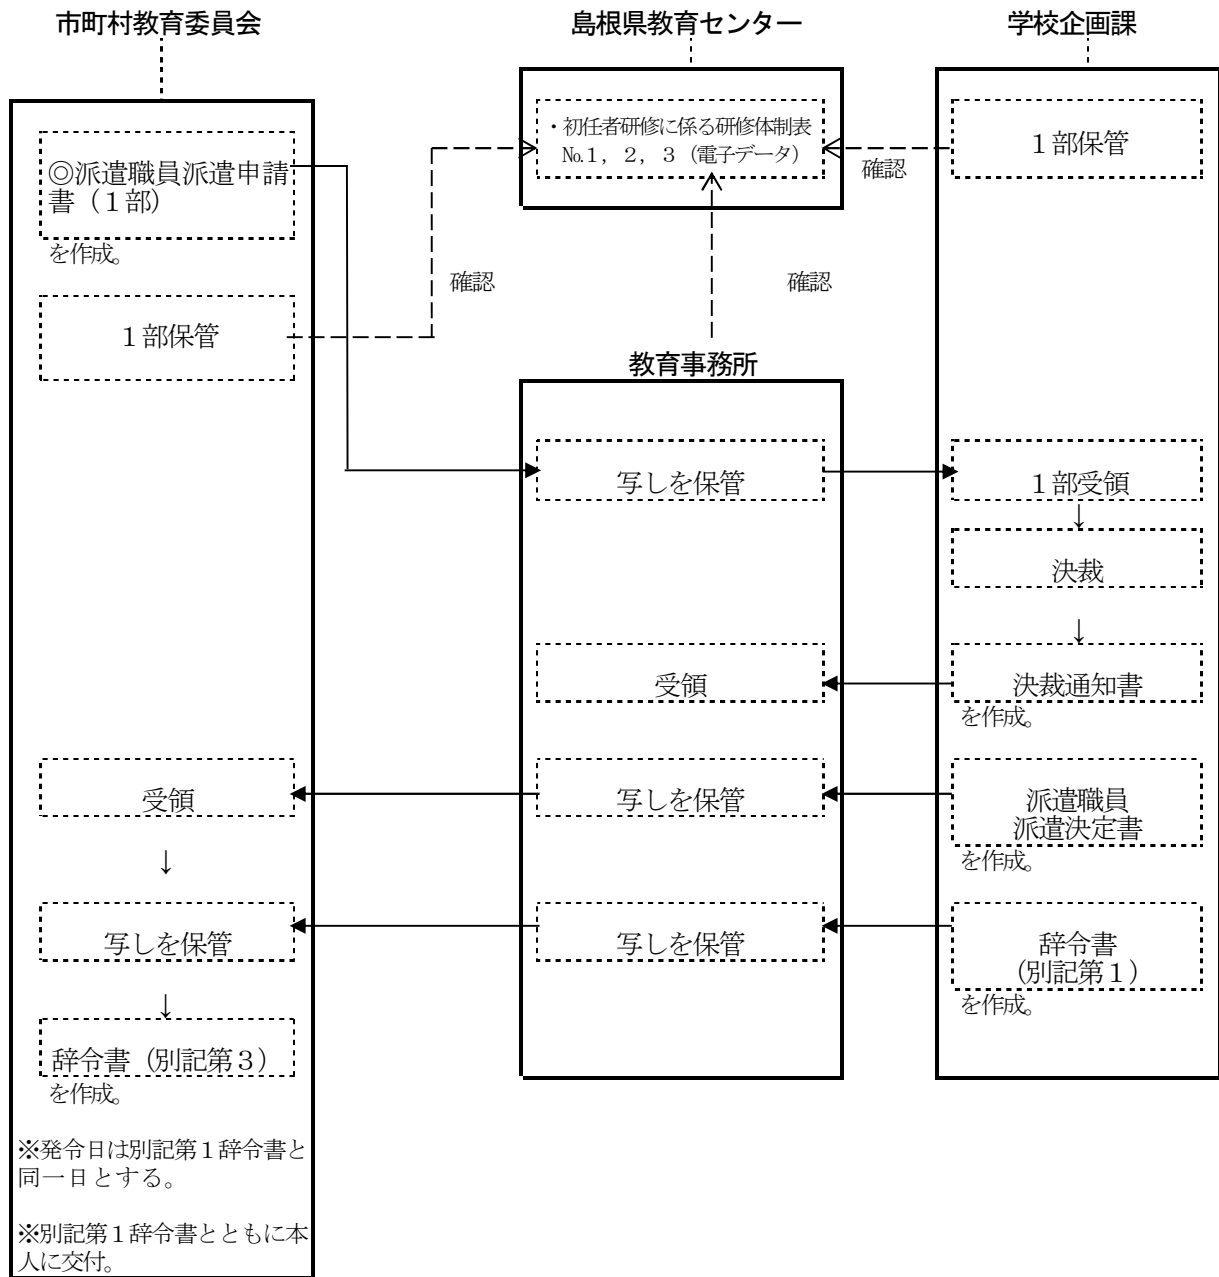 市町村教育委員会
島根県教育センター
学校企画課
◎派遣職員派遣申請
書（１部）
を作成。
・初任者研修に係る研修体制表
№１，２，３（電子データ）
１部保管
確認
確認
確認
１部保管
教育事務所
写しを保管
１部受領
↓
決裁
↓
受領
決裁通知書
を作成。
受領
写しを保管
派遣職員
派遣決定書
を作成。
↓
写しを保管
写しを保管
辞令書
（別記第１）
を作成。
↓
辞令書（別記第３）
を作成。
※発令日は別記第１辞令書と
同一日とする。
※別記第１辞令書とともに本
人に交付。